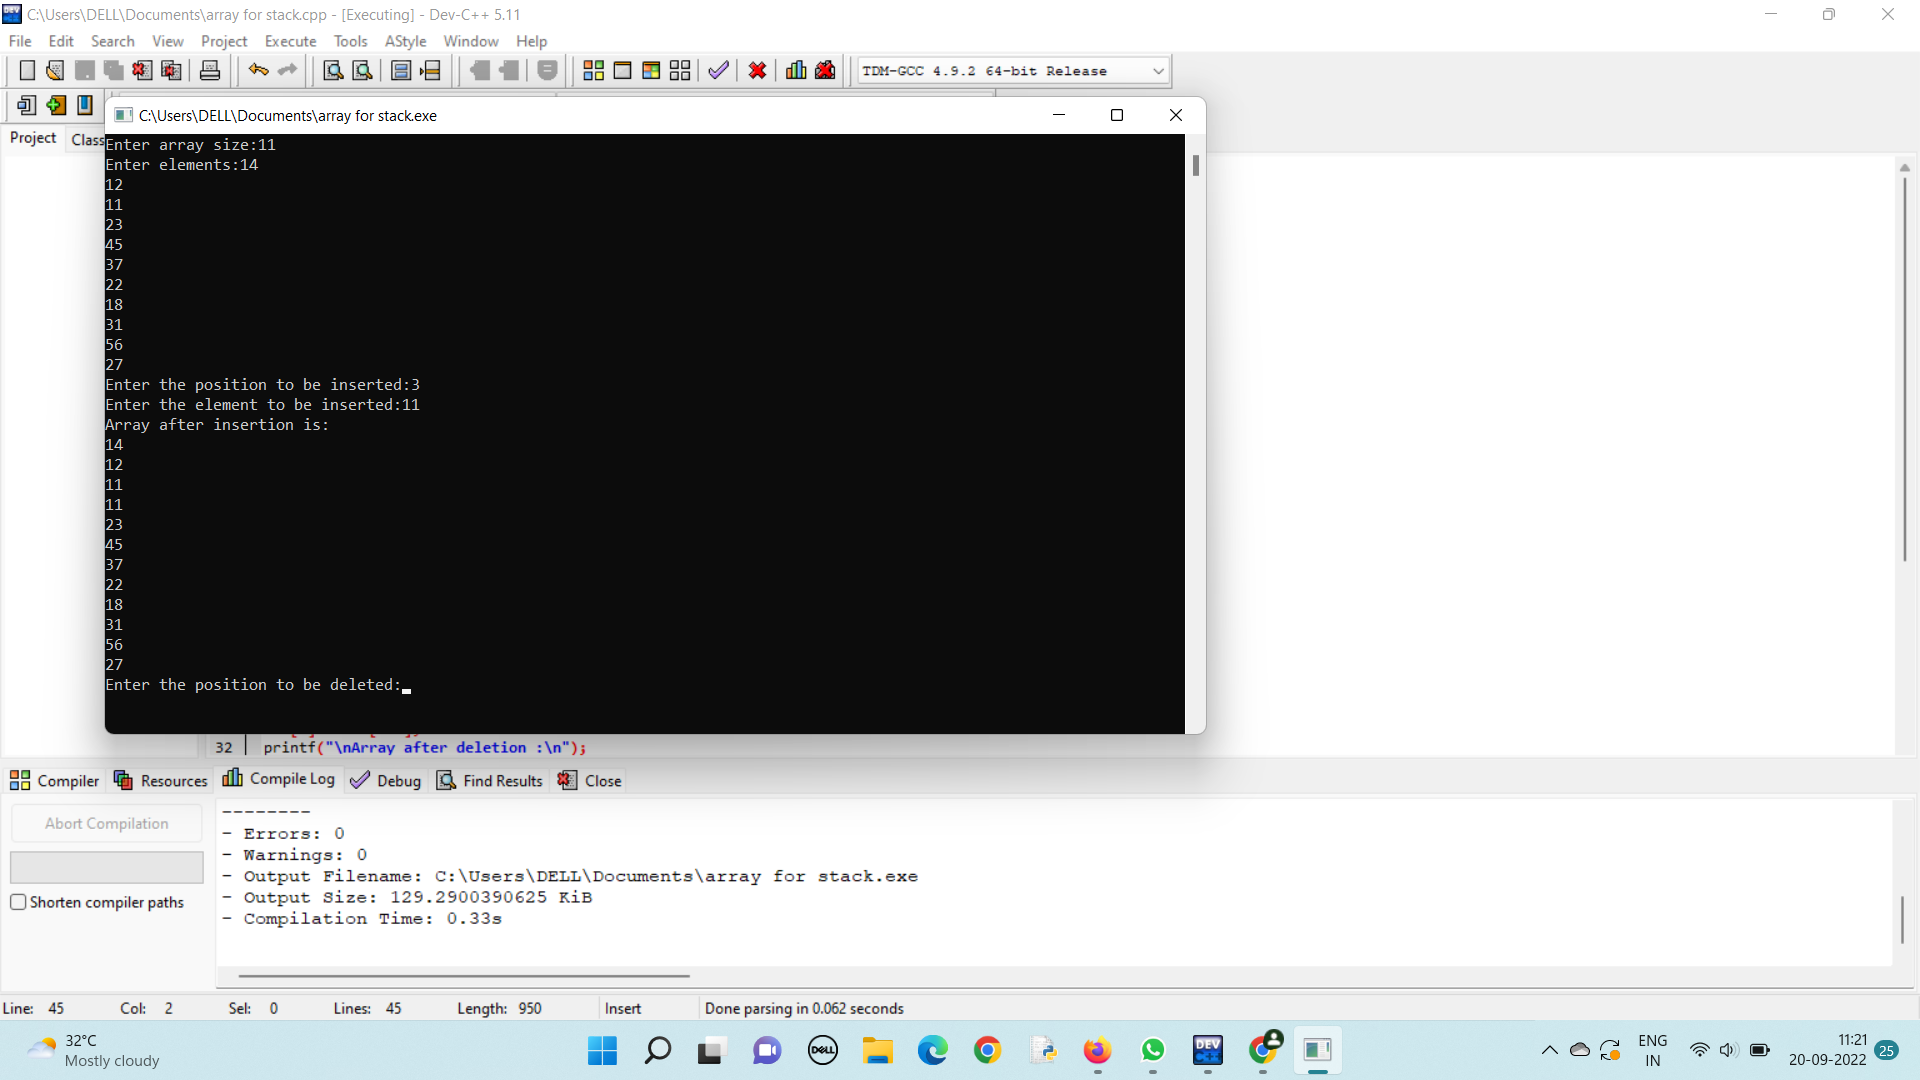 C:\Users\DELL\Documents\array for stack.cpp - [Executing] - Dev-C++ 5.11
File Edit Search View Project Execute Tools AStyle Window Help
TDM-GCC 4.9.2 64-bit Release
Project Class
C:\Users\DELL\Documents\array for stack.exe
Enter array size:11
Enter elements:14
12
11
23
45
37
22
18
31
56
27
Enter the position to be inserted:3
Enter the element to be inserted:11
Array after insertion is:
14
12
11
11
23
45
37
22
18
31
56
27
Enter the position to be deleted:
32 printf("\nArray after deletion :\n");
Compiler Resources Compile Log Debug Find Results Close
Abort Compilation
Shorten compiler paths
--------
- Errors: 0
- Warnings: 0
- Output Filename: C:\Users\DELL\Documents\array for stack.exe
- Output Size: 129.2900390625 KiB
- Compilation Time: 0.33s
Line: 45 Col: 2 Sel: 0 Lines: 45 Length: 950 Insert Done parsing in 0.062 seconds
32°C
Mostly cloudy
DELL
DEV C++
ENG
IN
11:21
20-09-2022
25